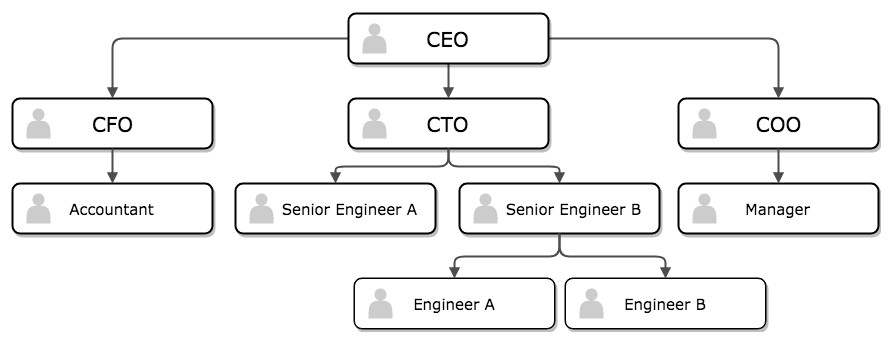 CEO
CFO
CTO
COO
Accountant
Senior Engineer A
Senior Engineer B
Manager
Engineer A
Engineer B